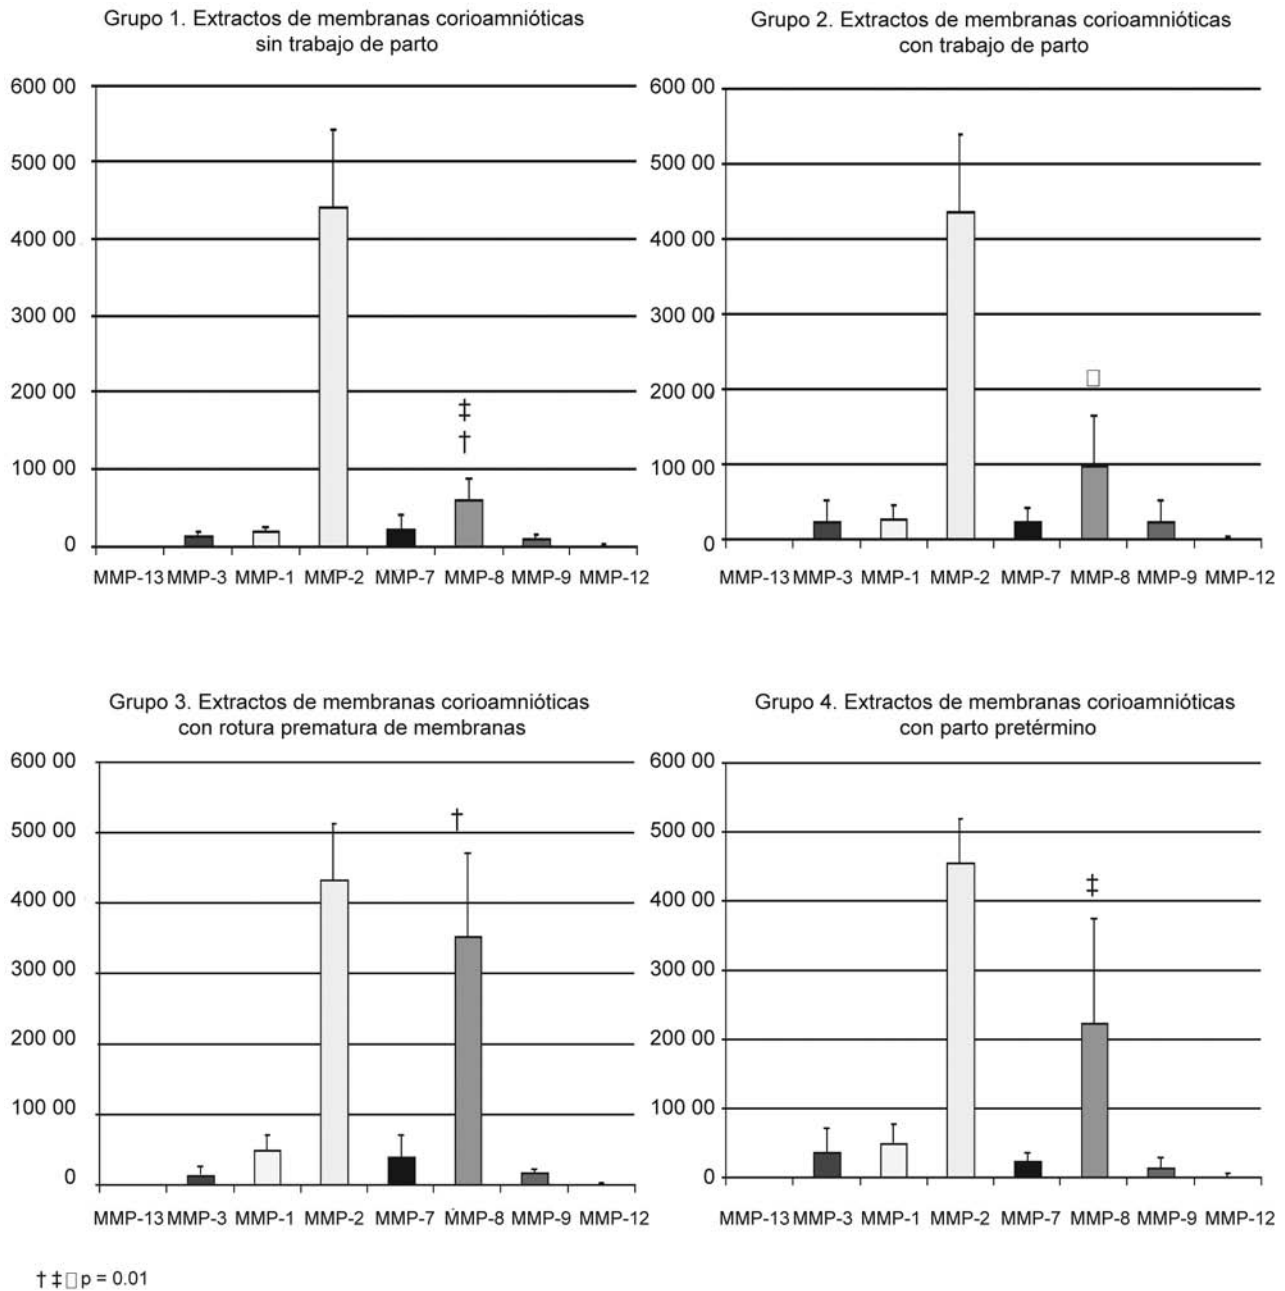 Grupo 1. Extractos de membranas corioamnióticas
sin trabajo de parto
600 00
500 00
400 00
300 00
200 00
100 00
0
‡
†
MMP-13 MMP-3 MMP-1 MMP-2 MMP-7 MMP-8 MMP-9 MMP-12
Grupo 2. Extractos de membranas corioamnióticas
con trabajo de parto
600 00
500 00
400 00
300 00
200 00
100 00
0
□
MMP-13 MMP-3 MMP-1 MMP-2 MMP-7 MMP-8 MMP-9 MMP-12
Grupo 3. Extractos de membranas corioamnióticas
con rotura prematura de membranas
600 00
500 00
400 00
300 00
200 00
100 00
0
†
MMP-13 MMP-3 MMP-1 MMP-2 MMP-7 MMP-8 MMP-9 MMP-12
Grupo 4. Extractos de membranas corioamnióticas
con parto pretérmino
600 00
500 00
400 00
300 00
200 00
100 00
0
‡
MMP-13 MMP-3 MMP-1 MMP-2 MMP-7 MMP-8 MMP-9 MMP-12
† ‡ □ p = 0.01